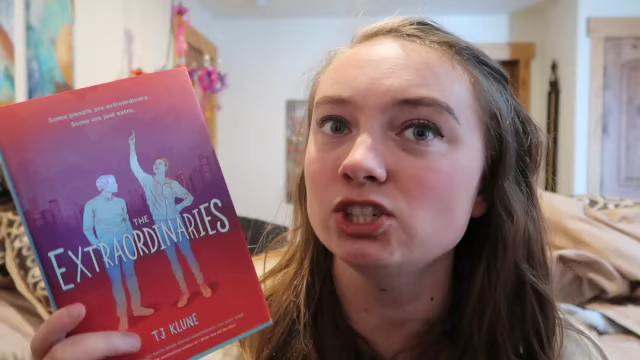 Some people are extraordinary.
Some are just extra.
THE
EXTRAORDINARIES
TJ KLUNE